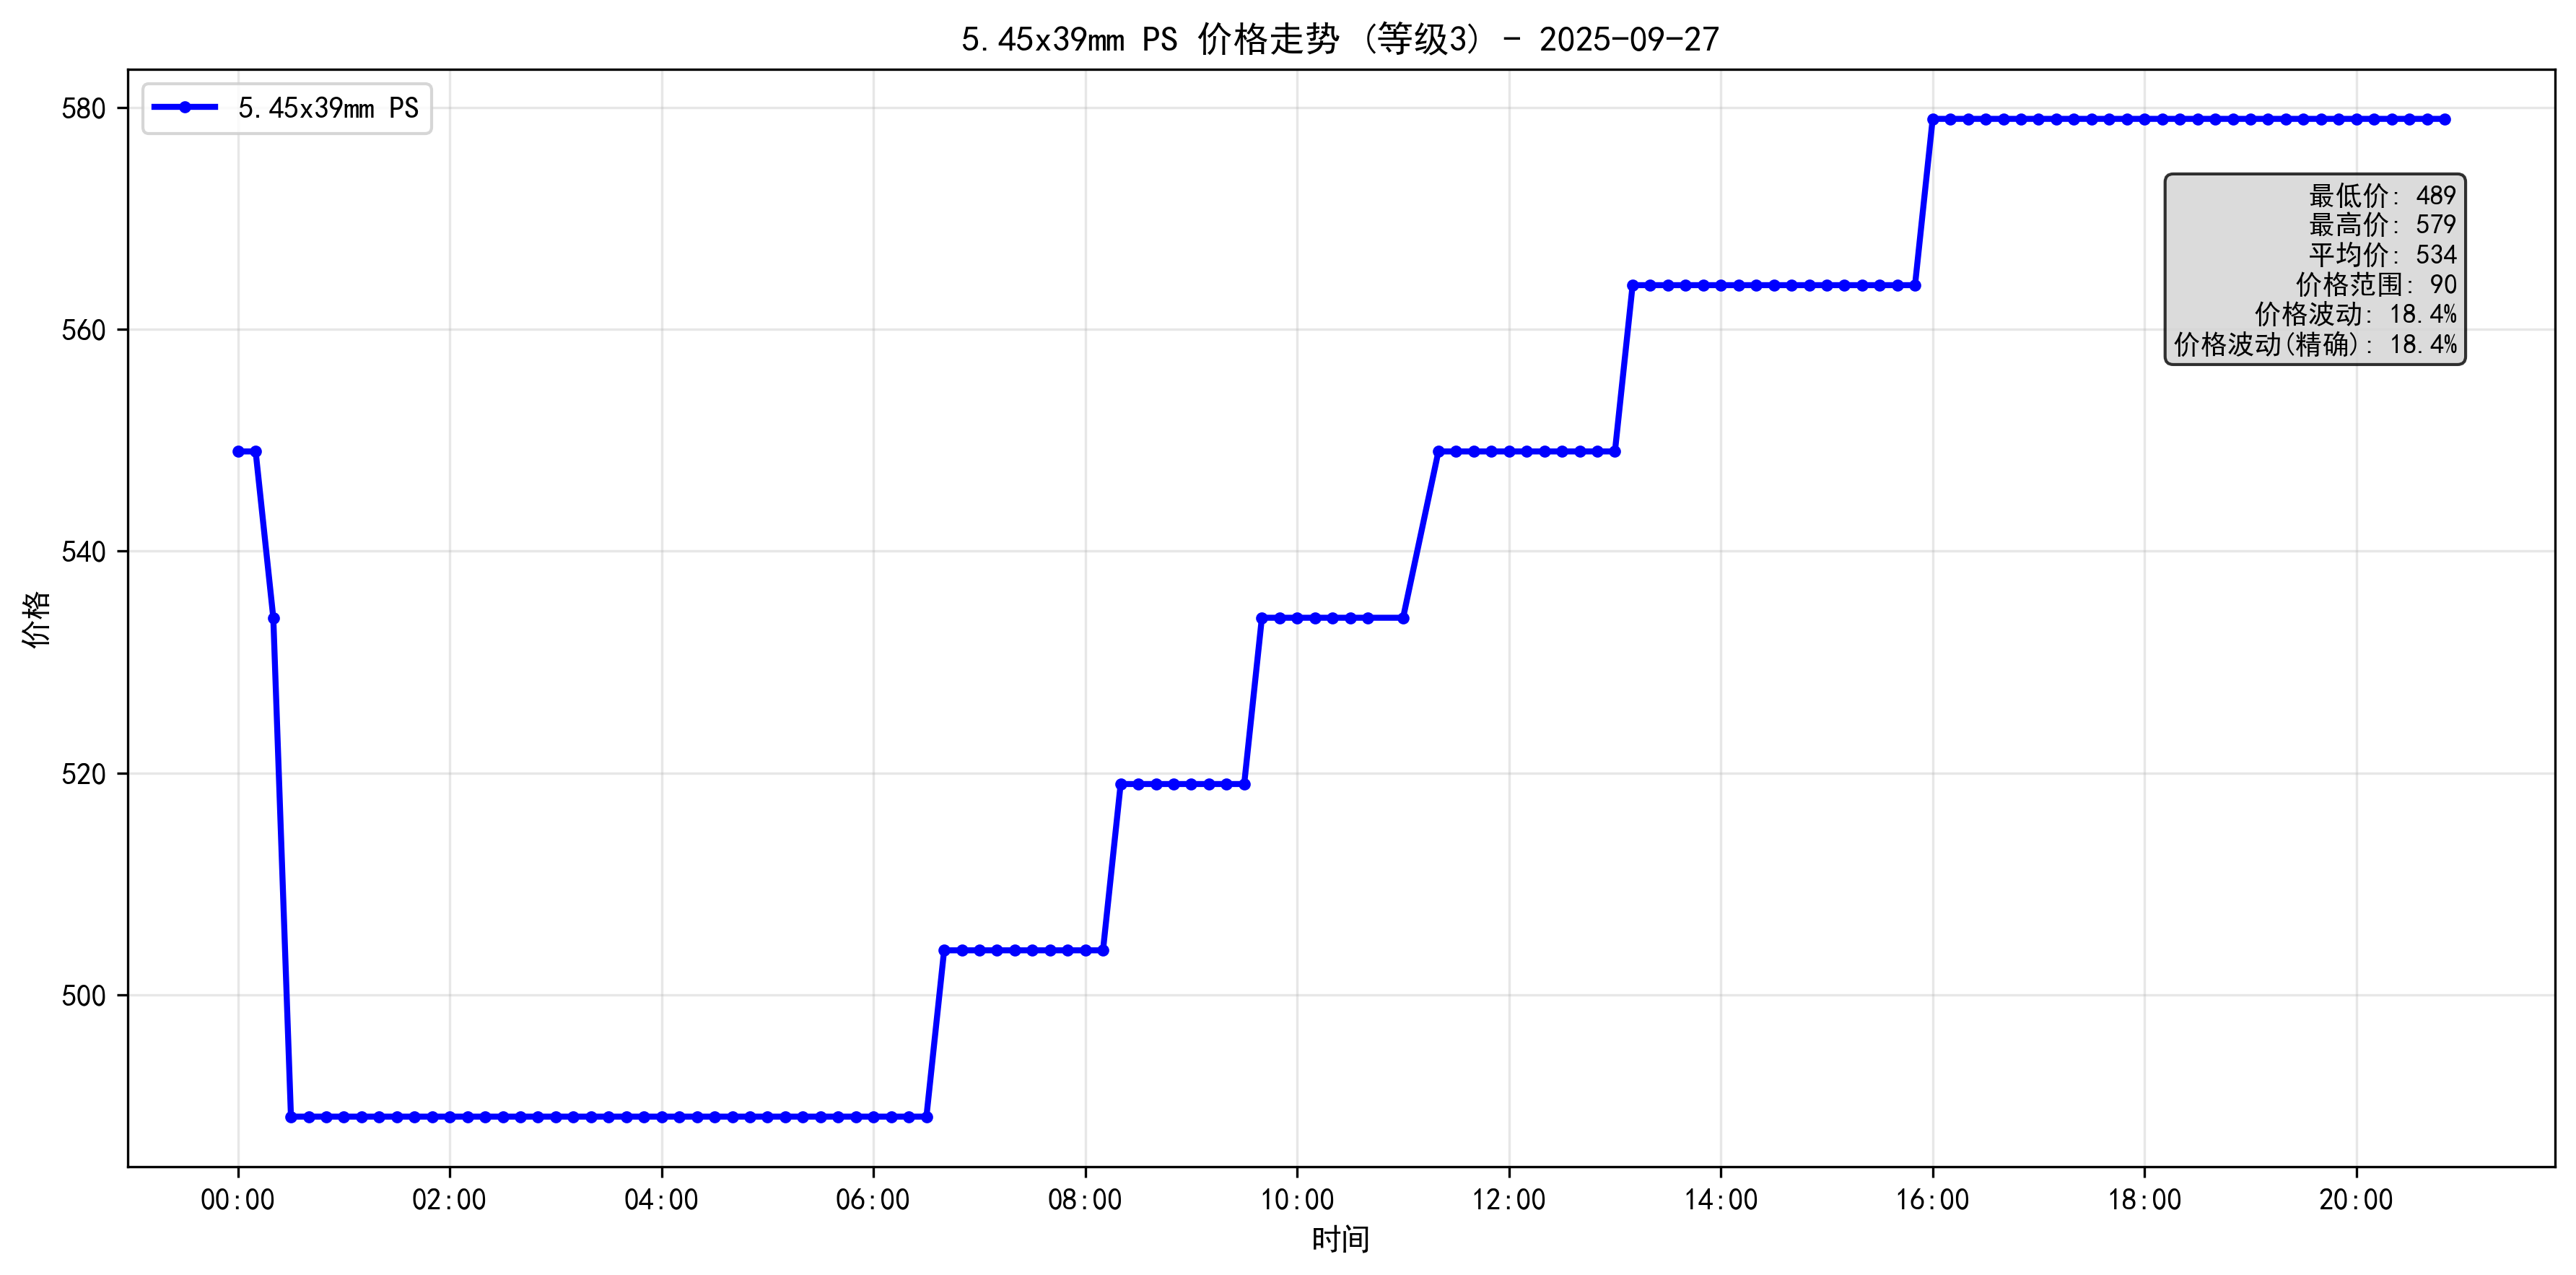 5.45x39mm PS 价格走势 (等级3) - 2025-09-27
5.45x39mm PS
最低价: 489
最高价: 579
平均价: 534
价格范围: 90
价格波动: 18.4%
价格波动(精确): 18.4%
580
560
540
520
500
价格
00:00 02:00 04:00 06:00 08:00 10:00 12:00 14:00 16:00 18:00 20:00
时间